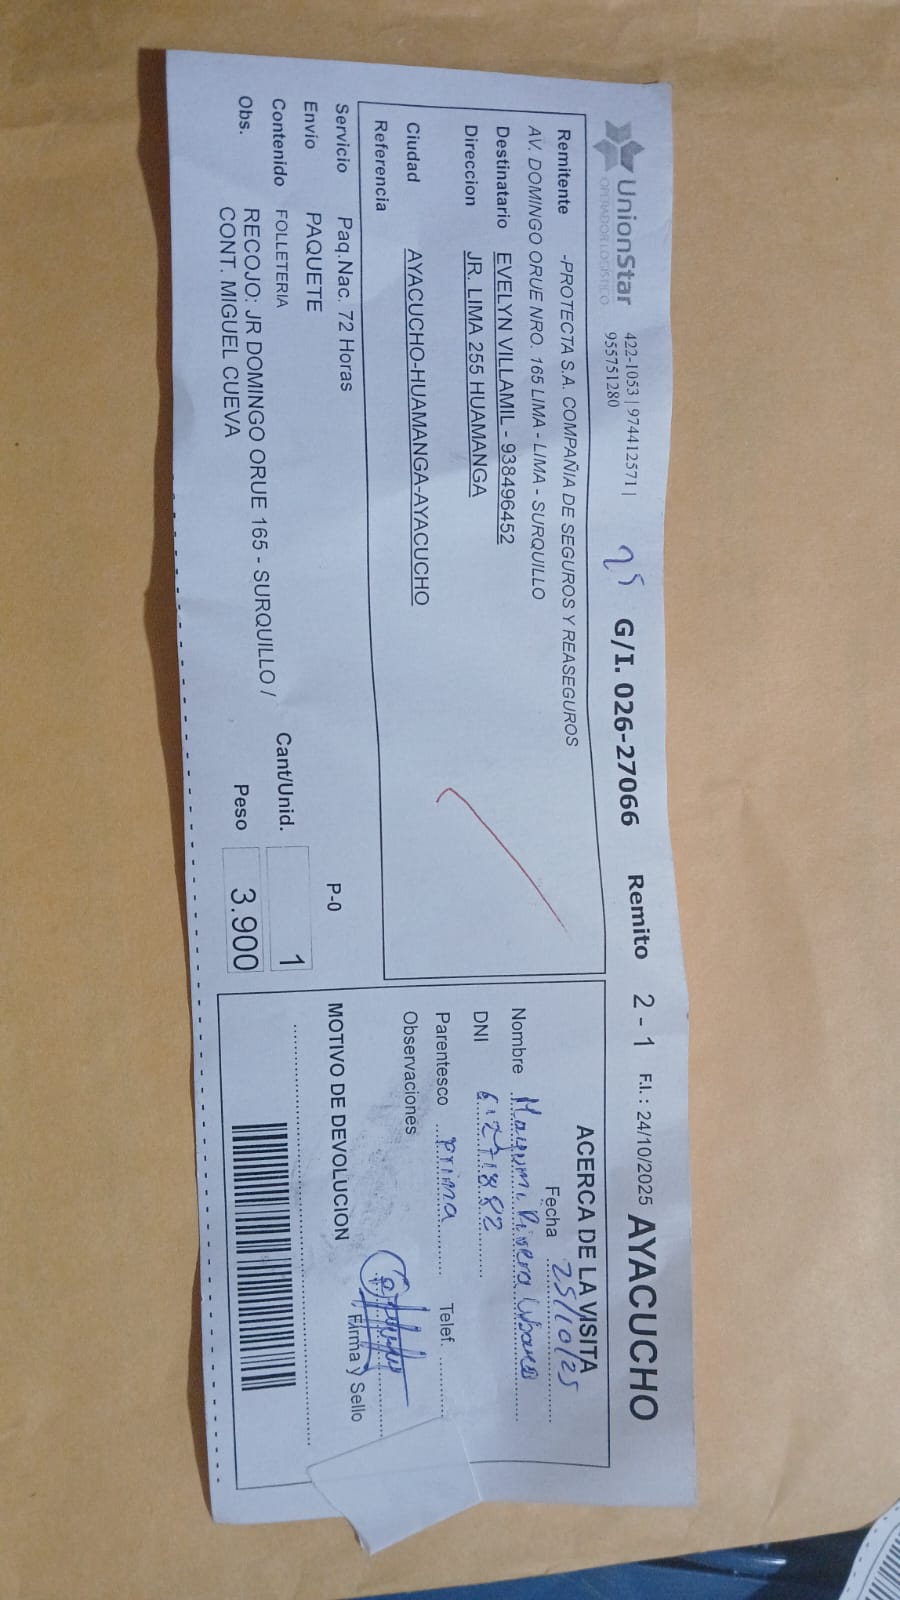 UnionStar
OPERADOR LOGISTICO
422-1053 | 974412571 |
955751280
25
G/I. 026-27066
Remito 2 - 1
F.I.: 24/10/2025
AYACUCHO
Remitente -PROTECTA S.A. COMPAÑIA DE SEGUROS Y REASEGUROS
AV. DOMINGO ORUE NRO. 165 LIMA - LIMA - SURQUILLO
Destinatario EVELYN VILLAMIL - 938496452
Direccion JR. LIMA 255 HUAMANGA
Ciudad AYACUCHO-HUAMANGA-AYACUCHO
Referencia
Servicio Paq.Nac. 72 Horas
P-0
Envio PAQUETE
Contenido FOLLETERIA
Cant/Unid. 1
Obs. RECOJO: JR DOMINGO ORUE 165 - SURQUILLO /
CONT. MIGUEL CUEVA
Peso 3.900
ACERCA DE LA VISITA
Fecha 25/10/25
Nombre Mayumi Rivera
DNI
Parentesco prima Telef.
Observaciones
Firma y Sello
MOTIVO DE DEVOLUCION